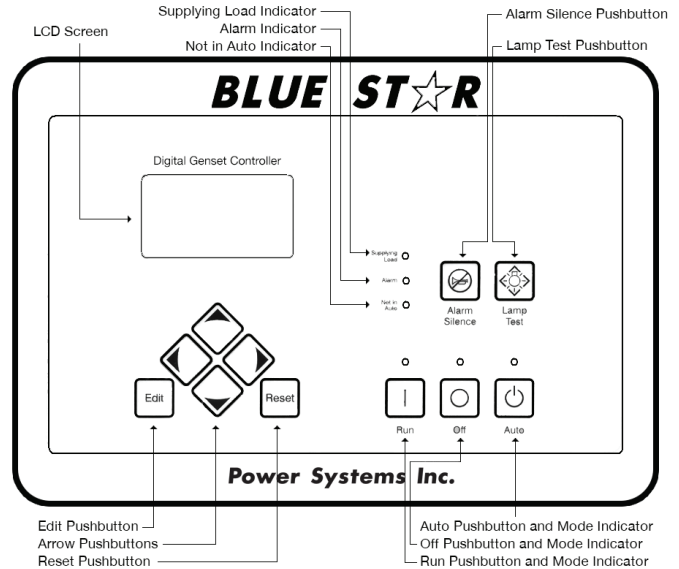 Supplying Load Indicator
Alarm Indicator
Not in Auto Indicator
LCD Screen
Alarm Silence Pushbutton
Lamp Test Pushbutton
BLUE ST☆R
Digital Genset Controller
Supplying
Load
Alarm
Not in
Auto
Alarm
Silence
Lamp
Test
Edit
Reset
Run
Off
Auto
Power Systems Inc.
Edit Pushbutton
Arrow Pushbuttons
Reset Pushbutton
Auto Pushbutton and Mode Indicator
Off Pushbutton and Mode Indicator
Run Pushbutton and Mode Indicator